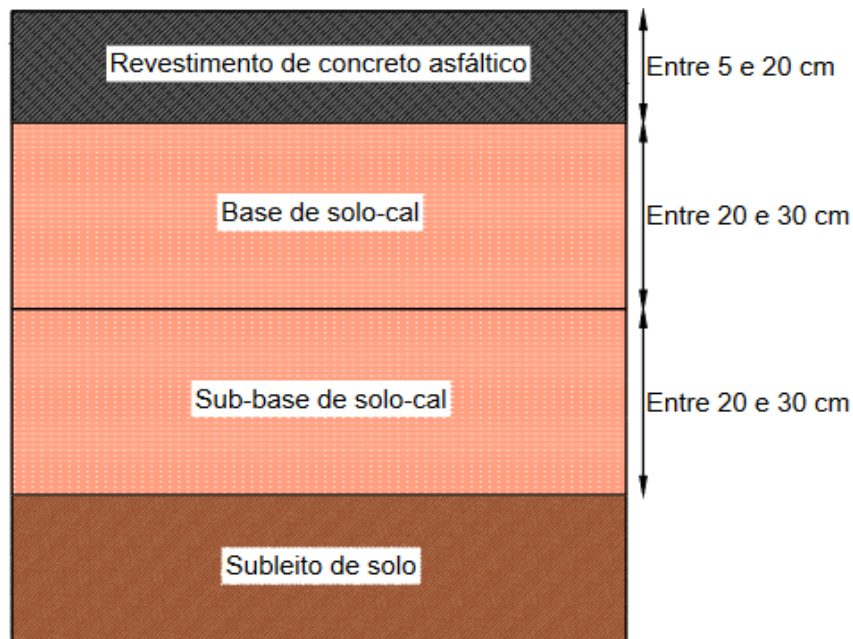 Revestimento de concreto asfáltico
Entre 5 e 20 cm
Base de solo-cal
Entre 20 e 30 cm
Sub-base de solo-cal
Entre 20 e 30 cm
Subleito de solo